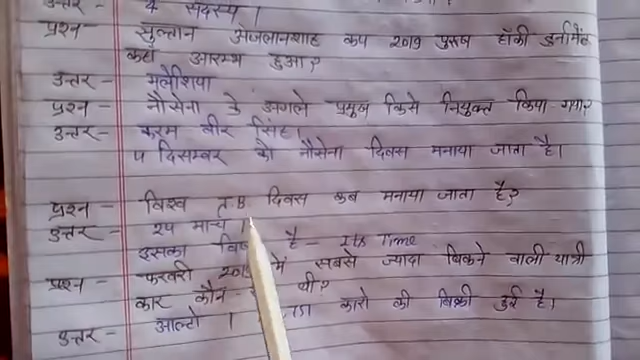 उत्तर - 4 सदस्य ।
प्रश्न - सुल्तान अजलानशाह कप 2019 पुरुष हॉकी टूर्नामेंट
कहा आरम्भ हुआ?
उत्तर - मलेशिया
प्रश्न - नौसेना के अगले प्रमुख किसे नियुक्त किया गया?
उत्तर - करम वीर सिंह।
4 दिसम्बर को नौसेना दिवस मनाया जाता है।
प्रश्न - विश्व T.B. दिवस कब मनाया जाता है?
उत्तर - 24 मार्च ।
इसका है - Its Time
प्रश्न - फरवरी में सबसे ज्यादा बिकने वाली यात्री
कार कौन थी?
उत्तर - आल्टो । कारो की बिक्री हुई है।